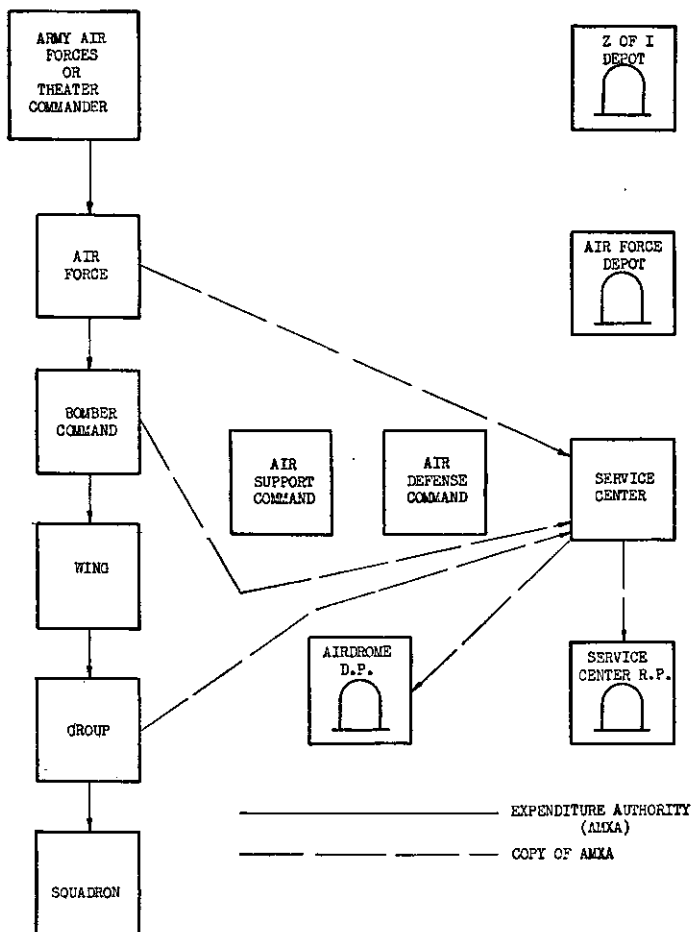 ARMY AIR
FORCES
OR
THEATER
COMMANDER
Z OF I
DEPOT
AIR
FORCE
AIR FORCE
DEPOT
BOMBER
COMMAND
AIR
SUPPORT
COMMAND
AIR
DEFENSE
COMMAND
SERVICE
CENTER
WING
AIRDROME
D.P.
SERVICE
CENTER R.P.
GROUP
EXPENDITURE AUTHORITY
(AMXA)
COPY OF AMXA
SQUADRON